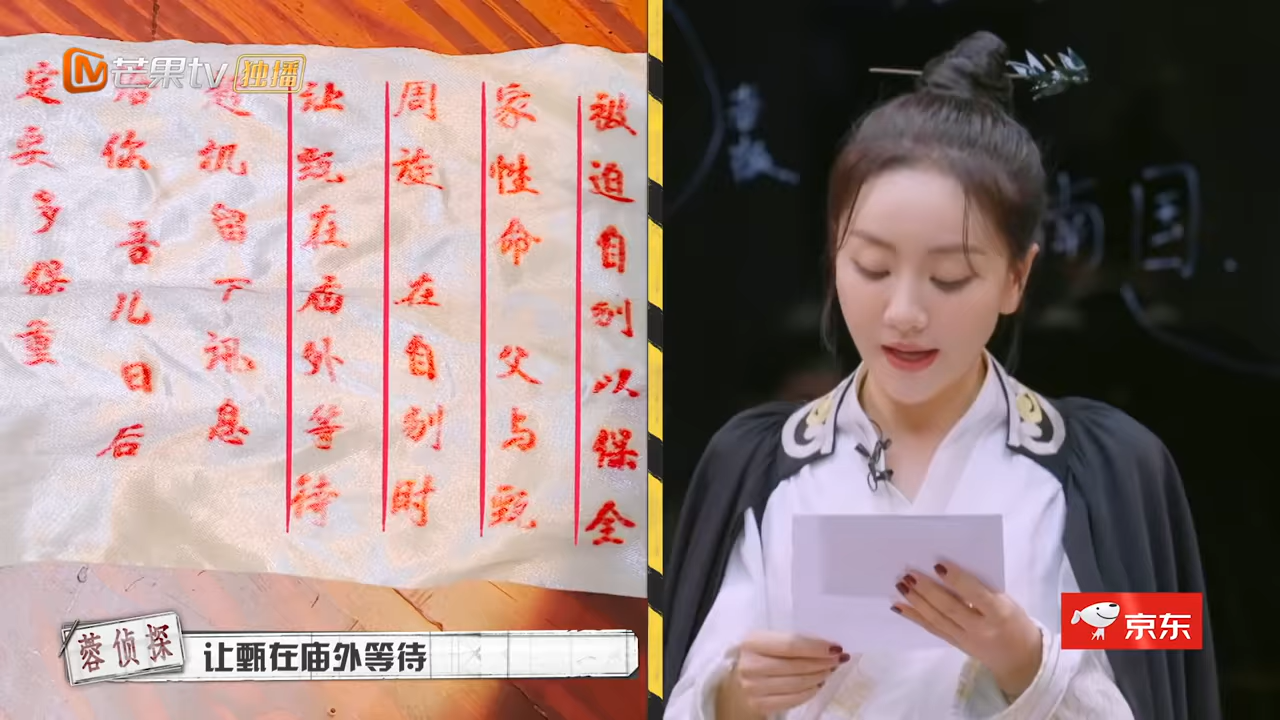 芒果tv 独播
被迫自刎以保全
家性命 父与甄
周旋 在自刎时
让甄在庙外等待
趁机留下讯息
你 吾儿日后
定要多保重
南国.
蓉侦探
让甄在庙外等待
京东